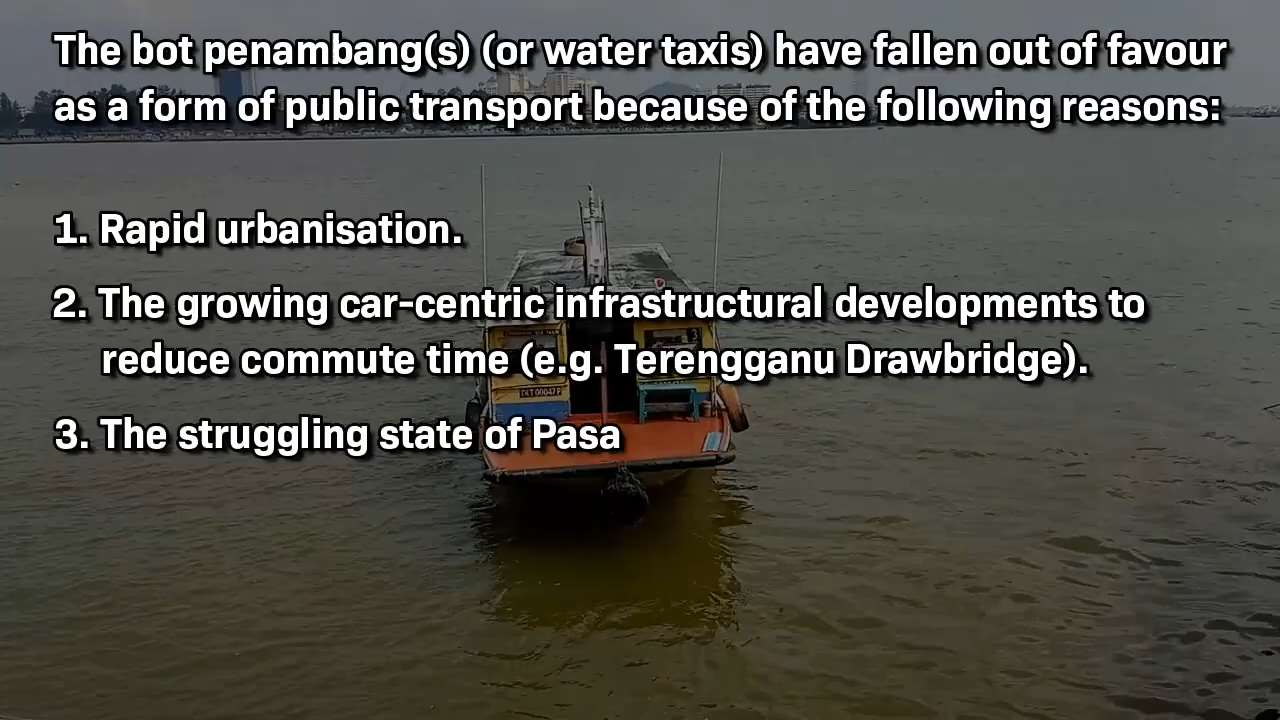 The bot penambang(s) (or water taxis) have fallen out of favour
as a form of public transport because of the following reasons:
1. Rapid urbanisation.
2. The growing car-centric infrastructural developments to
reduce commute time (e.g. Terengganu Drawbridge).
3. The struggling state of Pasa